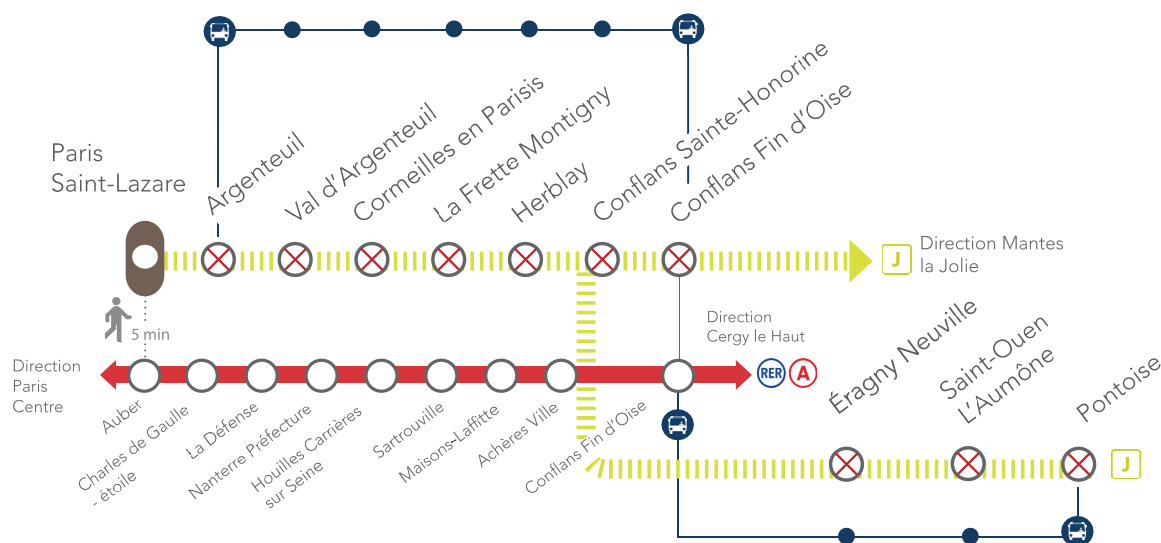 Paris
Saint-Lazare
Argenteuil
Val d'Argenteuil
Cormeilles en Parisis
La Frette Montigny
Herblay
Conflans Sainte-Honorine
Conflans Fin d'Oise
J
Direction Mantes
la Jolie
5 min
Direction
Paris
Centre
Direction
Cergy le Haut
RER
A
Auber
Charles de Gaulle
- étoile
La Défense
Nanterre Préfecture
Houilles Carrières
sur Seine
Sartrouville
Maisons-Laffitte
Achères Ville
Conflans Fin d'Oise
Éragny Neuville
Saint-Ouen
L'Aumône
Pontoise
J